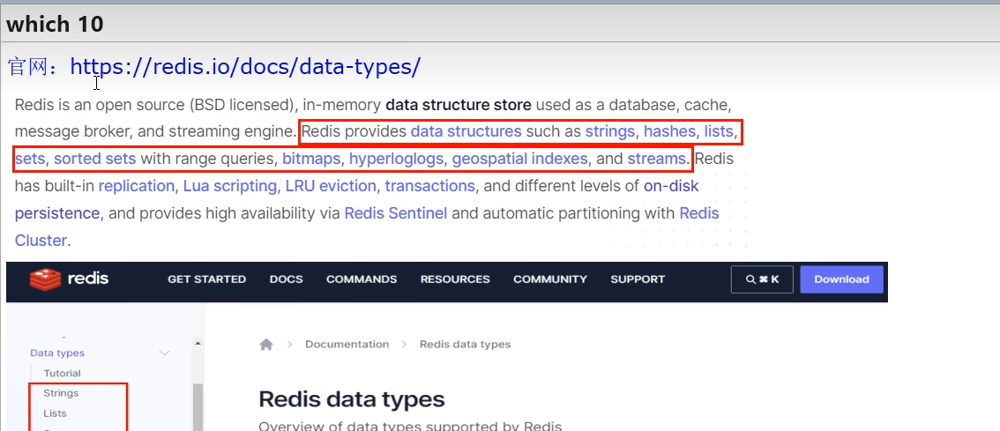 which 10
官网：https://redis.io/docs/data-types/
Redis is an open source (BSD licensed), in-memory data structure store used as a database, cache,
message broker, and streaming engine. Redis provides data structures such as strings, hashes, lists,
sets, sorted sets with range queries, bitmaps, hyperloglogs, geospatial indexes, and streams. Redis
has built-in replication, Lua scripting, LRU eviction, transactions, and different levels of on-disk
persistence, and provides high availability via Redis Sentinel and automatic partitioning with Redis
Cluster.
redis GET STARTED DOCS COMMANDS RESOURCES COMMUNITY SUPPORT ⌘ K Download
Documentation > Redis data types
Data types
Tutorial
Strings
Lists
Redis data types
Overview of data types supported by Redis